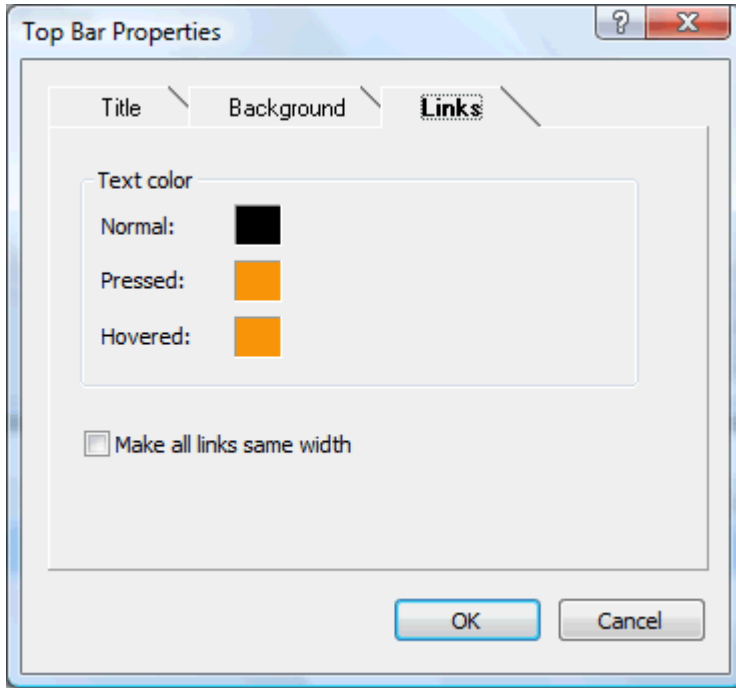 Top Bar Properties
Title Background Links
Text color
Normal:
Pressed:
Hovered:
Make all links same width
OK Cancel